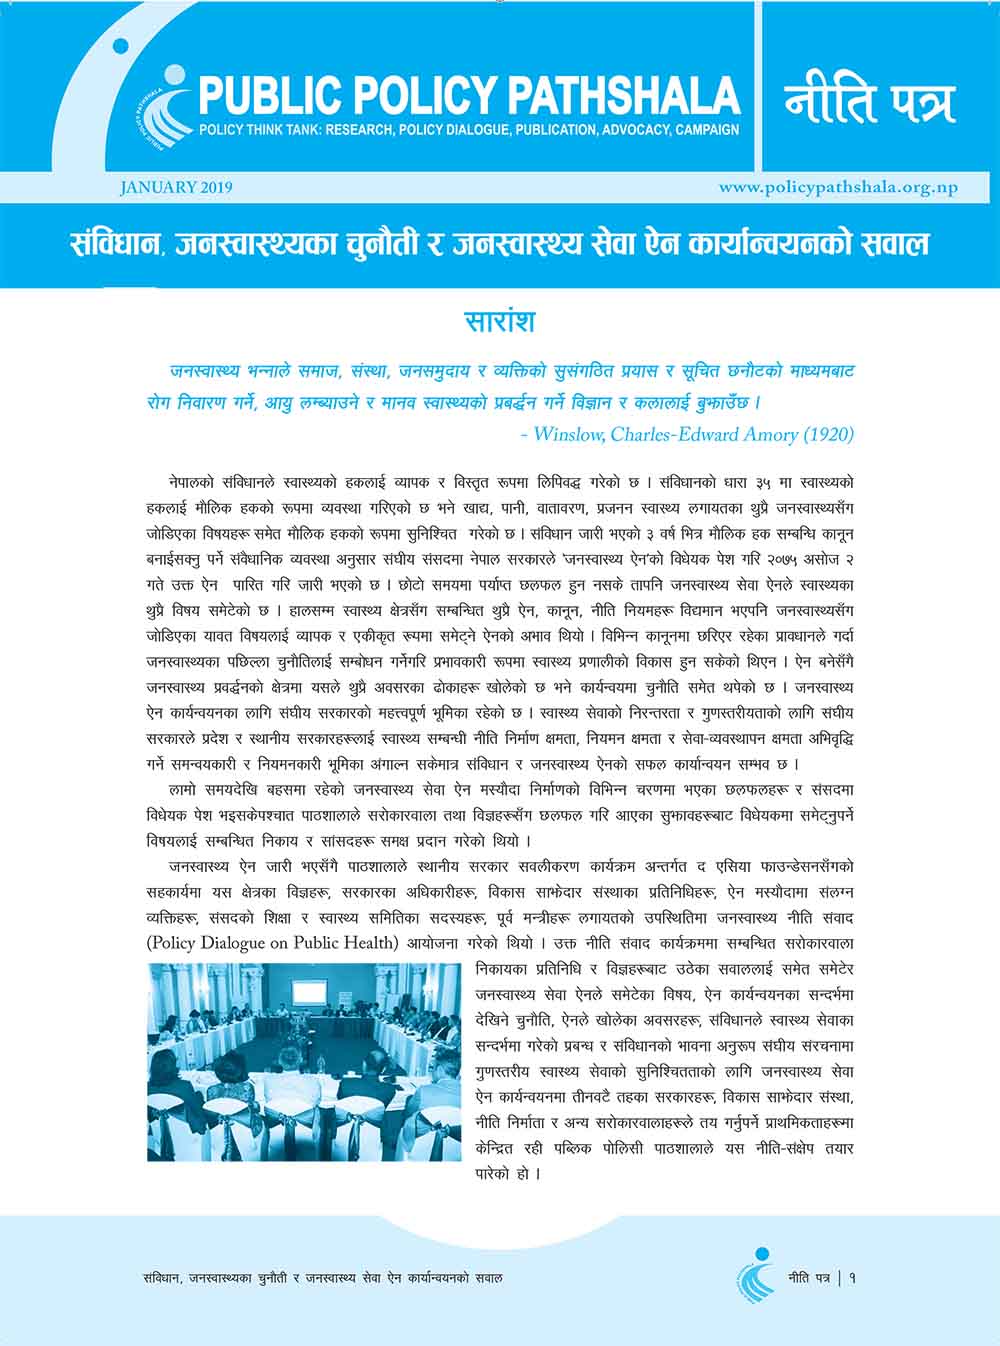 PUBLIC POLICY PATHSHALA
POLICY THINK TANK: RESEARCH, POLICY DIALOGUE, PUBLICATION, ADVOCACY, CAMPAIGN
नीति पत्र
JANUARY 2019
www.policypathshala.org.np
संविधान, जनस्वास्थ्यका चुनौती र जनस्वास्थ्य सेवा ऐन कार्यान्वयनको सवाल
सारांश
जनस्वास्थ्य भन्नाले समाज, संस्था, जनसमुदाय र व्यक्तिको सुसंगठित प्रयास र सूचित छनौटको माध्यमबाट
रोग निवारण गर्ने, आयु लम्ब्याउने र मानव स्वास्थ्यको प्रबर्द्धन गर्ने विज्ञान र कलालाई बुझाउँछ ।
- Winslow, Charles-Edward Amory (1920)
नेपालको संविधानले स्वास्थ्यको हकलाई व्यापक र विस्तृत रूपमा लिपिवद्ध गरेको छ । संविधानको धारा ३५ मा स्वास्थ्यको
हकलाई मौलिक हकको रूपमा व्यवस्था गरिएको छ भने खाद्य, पानी, वातावरण, प्रजनन स्वास्थ्य लगायतका थुप्रै जनस्वास्थ्यसँग
जोडिएका विषयहरू समेत मौलिक हकको रूपमा सुनिश्चित गरेको छ । संविधान जारी भएको ३ वर्ष भित्र मौलिक हक सम्बन्धि कानून
बनाईसक्नु पर्ने संवैधानिक व्यवस्था अनुसार संघीय संसदमा नेपाल सरकारले 'जनस्वास्थ्य ऐन'को विधेयक पेश गरि २०७५ असोज २
गते उक्त ऐन पारित गरि जारी भएको छ । छोटो समयमा पर्याप्त छलफल हुन नसके तापनि जनस्वास्थ्य सेवा ऐनले स्वास्थ्यका
थुप्रै विषय समेटेको छ । हालसम्म स्वास्थ्य क्षेत्रसँग सम्बन्धित थुप्रै ऐन, कानून, नीति नियमहरू विद्यमान भएपनि जनस्वास्थ्यसँग
जोडिएका यावत विषयलाई व्यापक र एकीकृत रूपमा समेट्ने ऐनको अभाव थियो । विभिन्न कानूनमा छरिएर रहेका प्रावधानले गर्दा
जनस्वास्थ्यका पछिल्ला चुनौतिलाई सम्बोधन गर्नेगरि प्रभावकारी रूपमा स्वास्थ्य प्रणालीको विकास हुन सकेको थिएन । ऐन बनेसँगै
जनस्वास्थ्य प्रवर्द्धनको क्षेत्रमा यसले थुप्रै अवसरका ढोकाहरू खोलेको छ भने कार्यन्वयमा चुनौति समेत थपेको छ । जनस्वास्थ्य
ऐन कार्यन्वयनका लागि संघीय सरकारको महत्त्वपूर्ण भूमिका रहेको छ । स्वास्थ्य सेवाको निरन्तरता र गुणस्तरीयताको लागि संघीय
सरकारले प्रदेश र स्थानीय सरकारहरूलाई स्वास्थ्य सम्बन्धी नीति निर्माण क्षमता, नियमन क्षमता र सेवा-व्यवस्थापन क्षमता अभिवृद्धि
गर्ने समन्वयकारी र नियमनकारी भूमिका अंगाल्न सकेमात्र संविधान र जनस्वास्थ्य ऐनको सफल कार्यान्वयन सम्भव छ ।
लामो समयदेखि बहसमा रहेको जनस्वास्थ्य सेवा ऐन मस्यौदा निर्माणको विभिन्न चरणमा भएका छलफलहरू र संसदमा
विधेयक पेश भइसकेपश्चात पाठशालाले सरोकारवाला तथा विज्ञहरूसँग छलफल गरि आएका सुझावहरूबाट विधेयकमा समेट्नुपर्ने
विषयलाई सम्बन्धित निकाय र सांसदहरू समक्ष प्रदान गरेको थियो ।
जनस्वास्थ्य ऐन जारी भएसँगै पाठशालाले स्थानीय सरकार सवलीकरण कार्यक्रम अन्तर्गत द एसिया फाउन्डेसनसँगको
सहकार्यमा यस क्षेत्रका विज्ञहरू, सरकारका अधिकारीहरू, विकास साझेदार संस्थाका प्रतिनिधिहरू, ऐन मस्यौदामा संलग्न
व्यक्तिहरू, संसदको शिक्षा र स्वास्थ्य समितिका सदस्यहरू, पूर्व मन्त्रीहरू लगायतको उपस्थितिमा जनस्वास्थ्य नीति संवाद
(Policy Dialogue on Public Health) आयोजना गरेको थियो । उक्त नीति संवाद कार्यक्रममा सम्बन्धित सरोकारवाला
निकायका प्रतिनिधि र विज्ञहरूबाट उठेका सवाललाई समेत समेटेर
जनस्वास्थ्य सेवा ऐनले समेटेका विषय, ऐन कार्यन्वयनका सन्दर्भमा
देखिने चुनौति, ऐनले खोलेका अवसरहरू, संविधानले स्वास्थ्य सेवाका
सन्दर्भमा गरेको प्रबन्ध र संविधानको भावना अनुरूप संघीय संरचनामा
गुणस्तरीय स्वास्थ्य सेवाको सुनिश्चितताको लागि जनस्वास्थ्य सेवा
ऐन कार्यन्वयनमा तीनवटै तहका सरकारहरू, विकास साझेदार संस्था,
नीति निर्माता र अन्य सरोकारवालाहरूले तय गर्नुपर्ने प्राथमिकताहरूमा
केन्द्रित रही पब्लिक पोलिसी पाठशालाले यस नीति-संक्षेप तयार
पारेको हो ।
संविधान, जनस्वास्थ्यका चुनौती र जनस्वास्थ्य सेवा ऐन कार्यान्वयनको सवाल
नीति पत्र | १